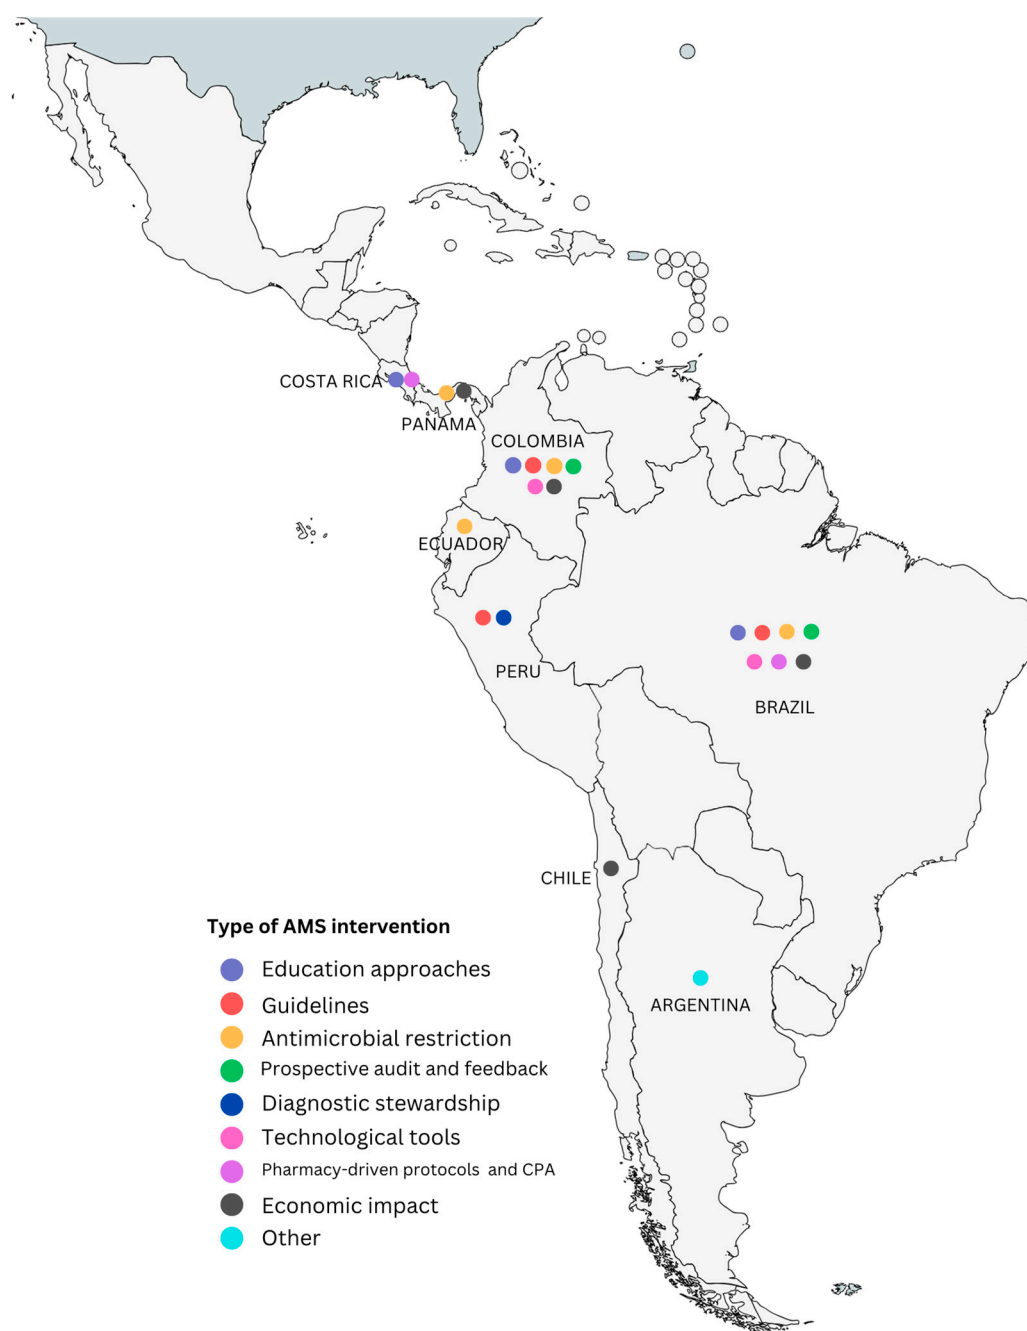 COSTA RICA
PANAMA
COLOMBIA
ECUADOR
PERU
BRAZIL
CHILE
ARGENTINA
Type of AMS intervention
Education approaches
Guidelines
Antimicrobial restriction
Prospective audit and feedback
Diagnostic stewardship
Technological tools
Pharmacy-driven protocols and CPA
Economic impact
Other